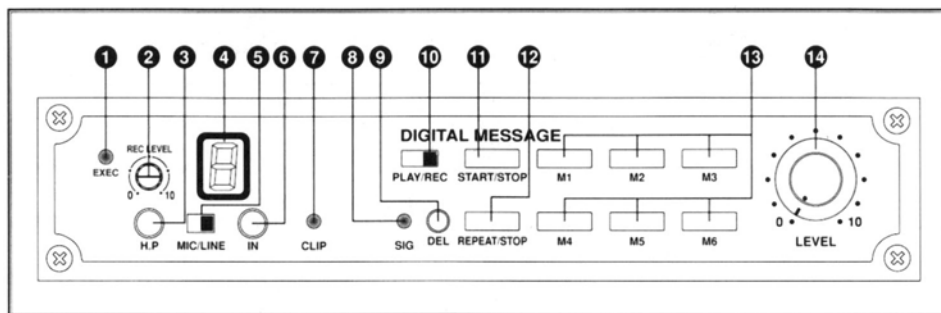 1 2 3 4 5 6 7 8 9 10 11 12 13 14
DIGITAL MESSAGE
REC LEVEL
EXEC
0 10
PLAY/REC START/STOP M1 M2 M3
H.P MIC/LINE IN CLIP SIG DEL REPEAT/STOP M4 M5 M6
0 10
LEVEL